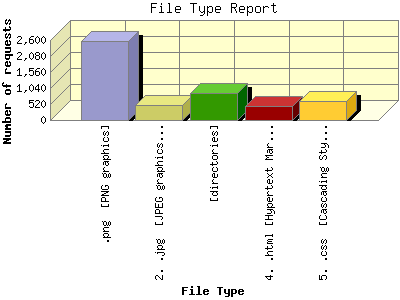 File Type Report
Number of requests
2,600
2,080
1,560
1,040
520
0
.png [PNG graphics]
2. .jpg [JPEG graphics...
[directories]
4. .html [Hypertext Mar...
5. .css [Cascading Sty...
File Type